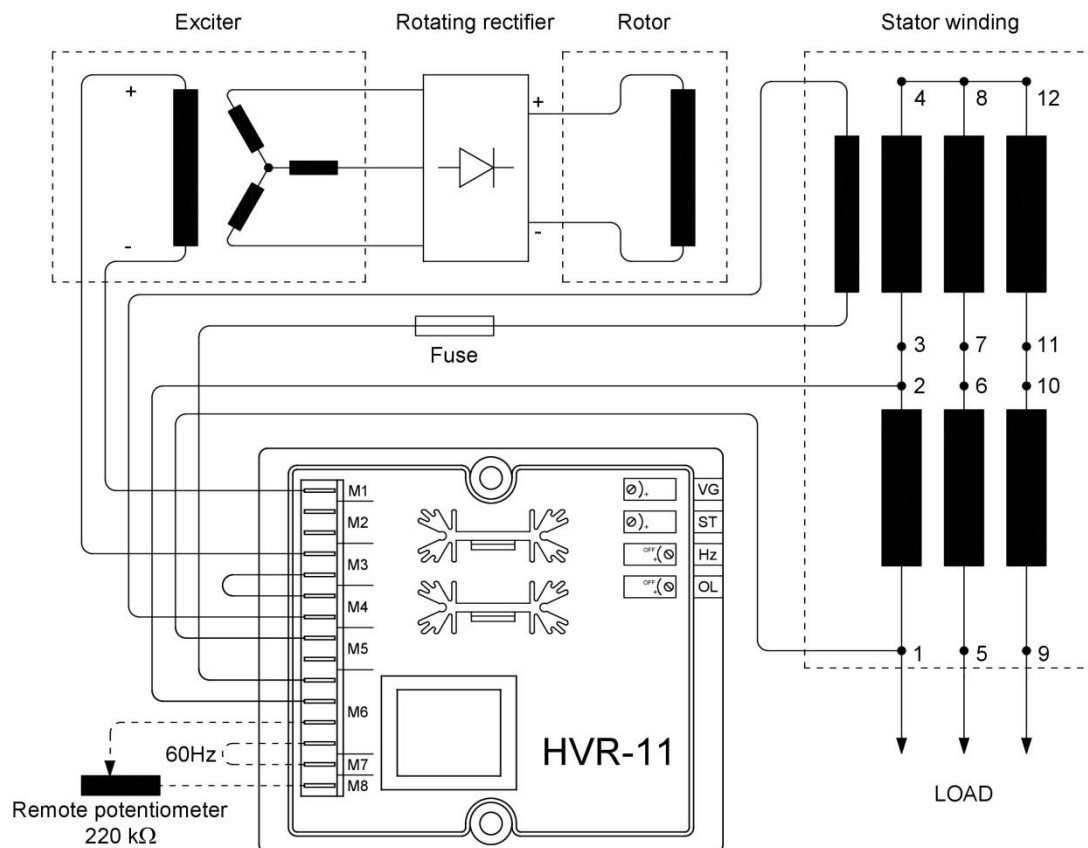 Exciter
Rotating rectifier
Rotor
Stator winding
+
-
+
-
4 8 12
Fuse
3 7 11
2 6 10
M1
M2
M3
M4
M5
M6
M7
M8
VG
ST
OFF Hz
OFF OL
+
+
+
+
1 5 9
60Hz
HVR-11
Remote potentiometer
220 kΩ
LOAD